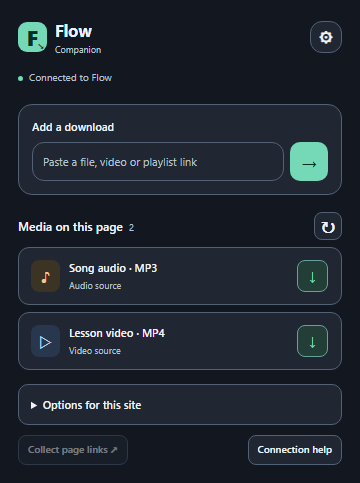 F
Flow
Companion
Connected to Flow
Add a download
Paste a file, video or playlist link
→
Media on this page 2
Song audio · MP3
Audio source
Lesson video · MP4
Video source
Options for this site
Collect page links ↗
Connection help